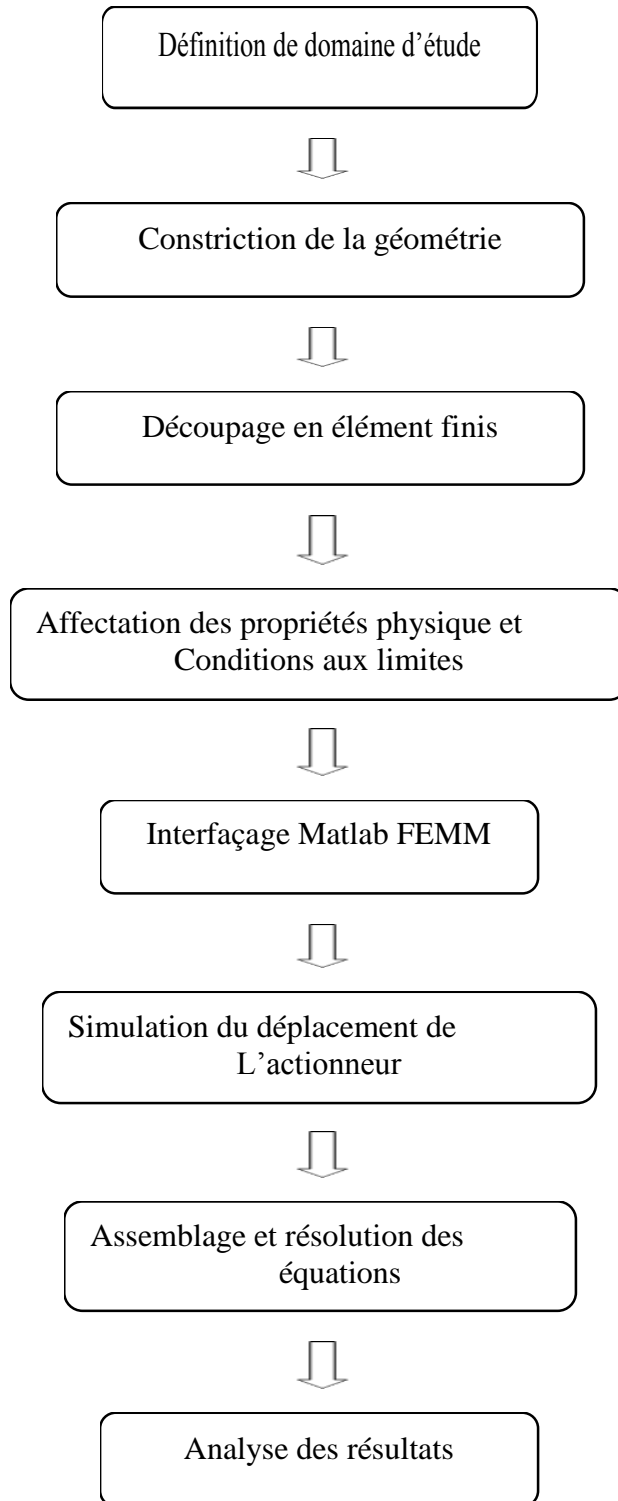 Définition de domaine d’étude
Constriction de la géométrie
Découpage en élément finis
Affectation des propriétés physique et
Conditions aux limites
Interfaçage Matlab FEMM
Simulation du déplacement de
L’actionneur
Assemblage et résolution des
équations
Analyse des résultats